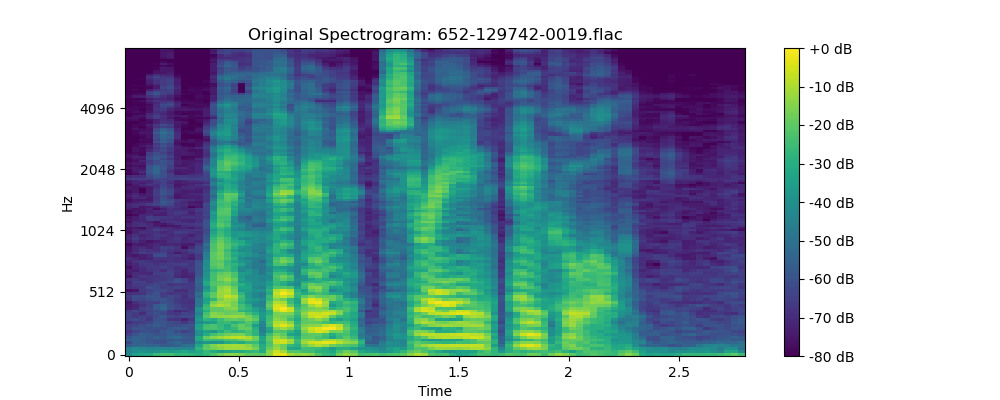 Original Spectrogram: 652-129742-0019.flac
Hz
4096
2048
1024
512
0
0
0.5
1
1.5
2
2.5
Time
+0 dB
-10 dB
-20 dB
-30 dB
-40 dB
-50 dB
-60 dB
-70 dB
-80 dB